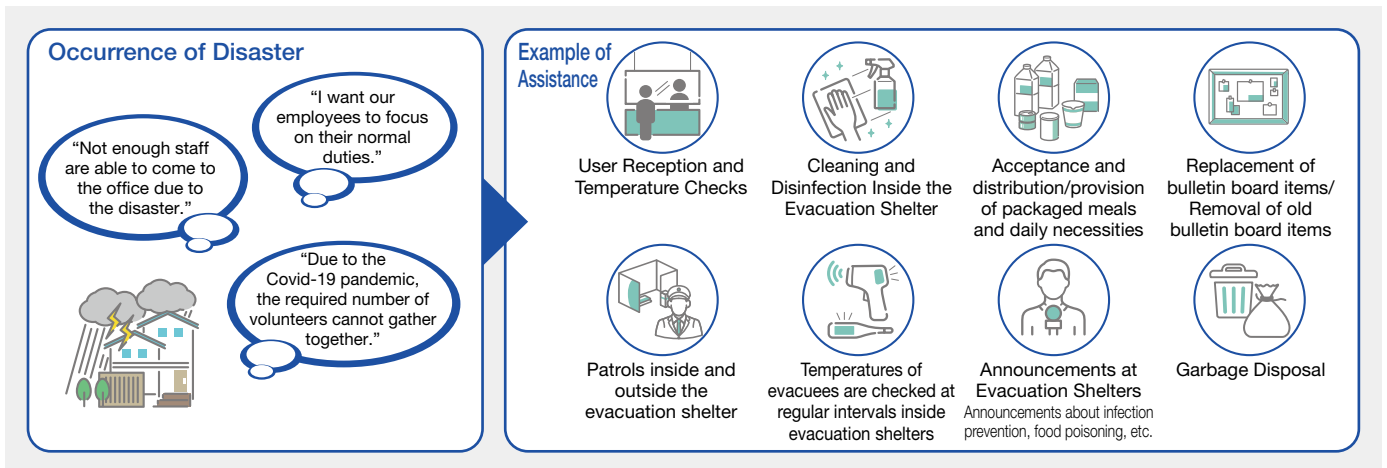 Occurrence of Disaster
“I want our
employees to focus
on their normal
duties.”
“Not enough staff
are able to come to
the office due to
the disaster.”
“Due to the
Covid-19 pandemic,
the required number of
volunteers cannot gather
together.”
Example of
Assistance
User Reception and
Temperature Checks
Cleaning and
Disinfection Inside the
Evacuation Shelter
Acceptance and
distribution/provision
of packaged meals
and daily necessities
Replacement of
bulletin board items/
Removal of old
bulletin board items
Patrols inside and
outside the
evacuation shelter
Temperatures of
evacuees are checked at
regular intervals inside
evacuation shelters
Announcements at
Evacuation Shelters
Announcements about infection
prevention, food poisoning, etc.
Garbage Disposal